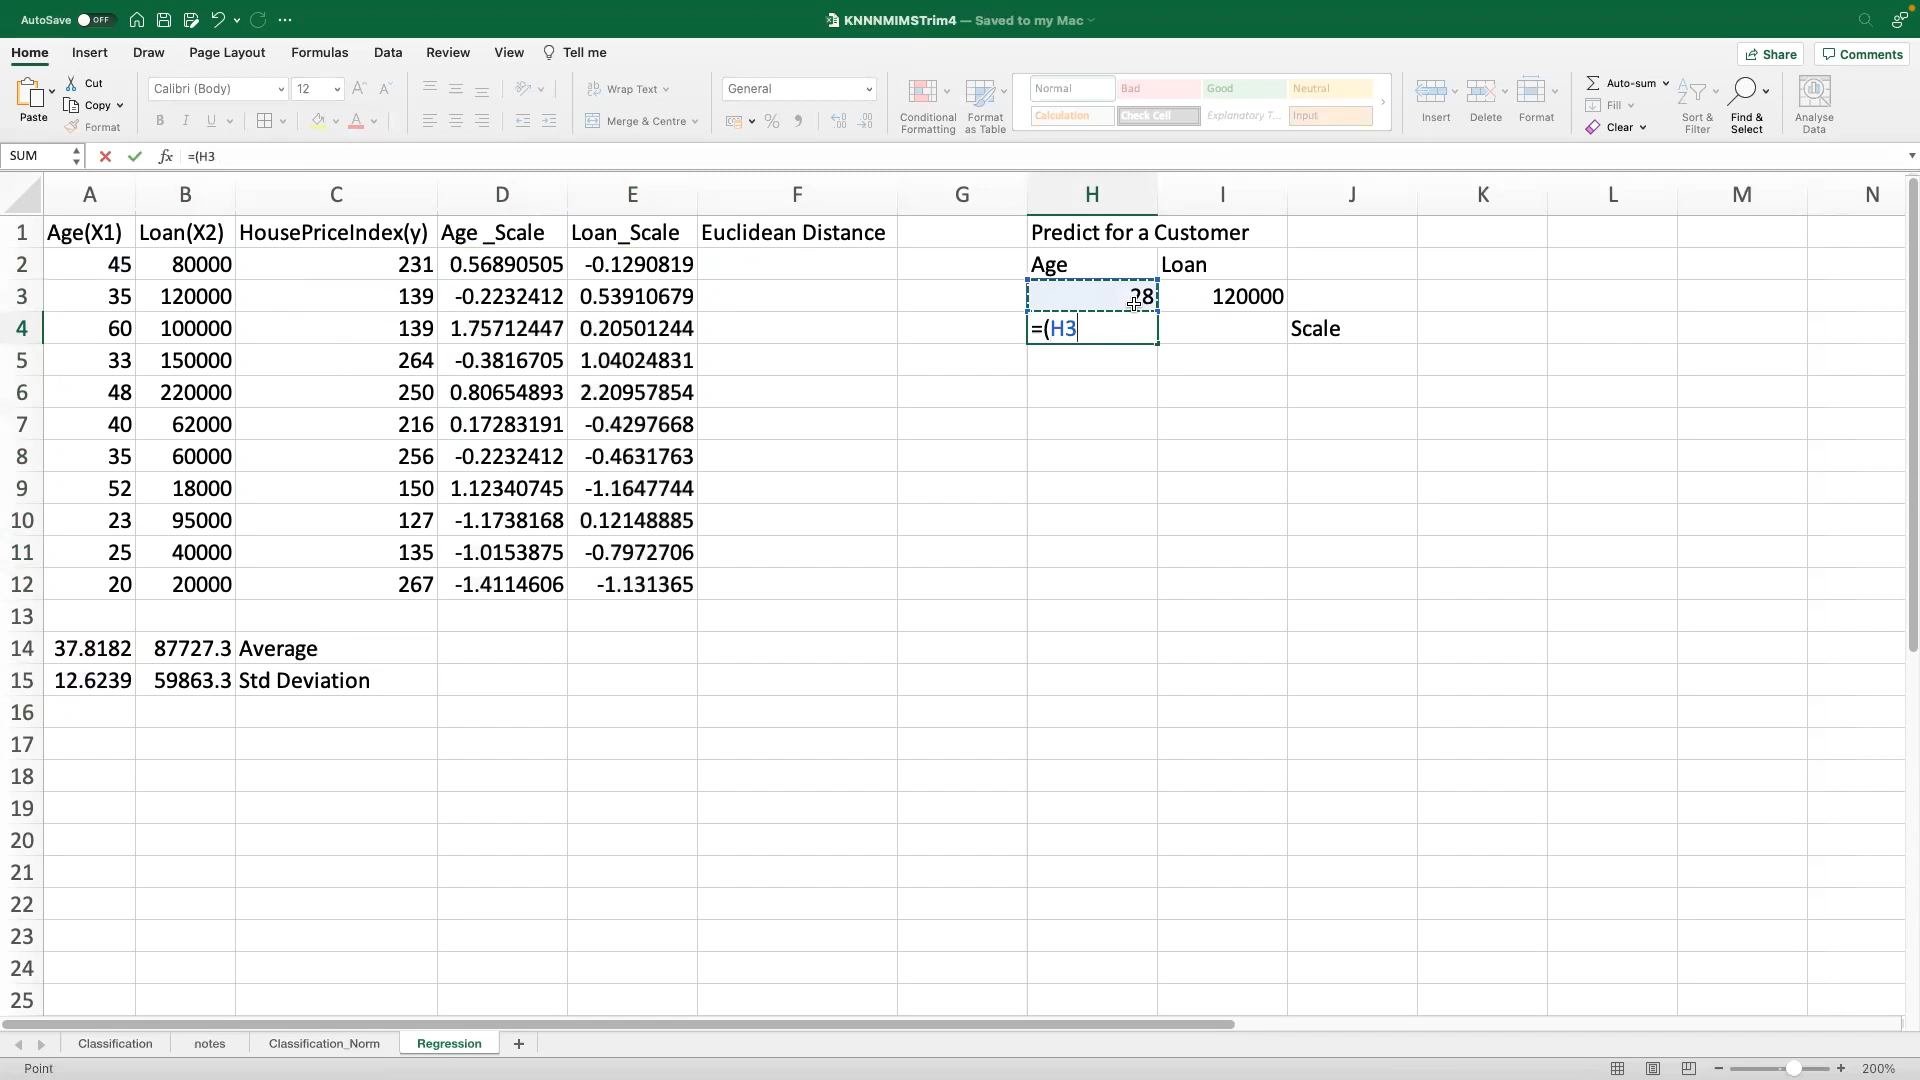 AutoSave OFF
KNNNMIMSTrim4 — Saved to my Mac
Home Insert Draw Page Layout Formulas Data Review View Tell me
Share Comments
Paste
Cut
Copy
Format
Calibri (Body) 12
B I U
Wrap Text
Merge & Centre
General
Conditional Formatting
Format as Table
Normal Bad Good Neutral
Calculation Check Cell Explanatory T... Input
Insert Delete Format
Auto-sum
Fill
Clear
Sort & Filter
Find & Select
Analyse Data
SUM fx =(H3
A B C D E F G H I J K L M N
1 Age(X1) Loan(X2) HousePriceIndex(y) Age _Scale Loan_Scale Euclidean Distance Predict for a Customer
2 45 80000 231 0.56890505 -0.1290819 Age Loan
3 35 120000 139 -0.2232412 0.53910679 28 120000
4 60 100000 139 1.75712447 0.20501244 =(H3 Scale
5 33 150000 264 -0.3816705 1.04024831
6 48 220000 250 0.80654893 2.20957854
7 40 62000 216 0.17283191 -0.4297668
8 35 60000 256 -0.2232412 -0.4631763
9 52 18000 150 1.12340745 -1.1647744
10 23 95000 127 -1.1738168 0.12148885
11 25 40000 135 -1.0153875 -0.7972706
12 20 20000 267 -1.4114606 -1.131365
13
14 37.8182 87727.3 Average
15 12.6239 59863.3 Std Deviation
16
17
18
19
20
21
22
23
24
25
Classification notes Classification_Norm Regression
Point 200%